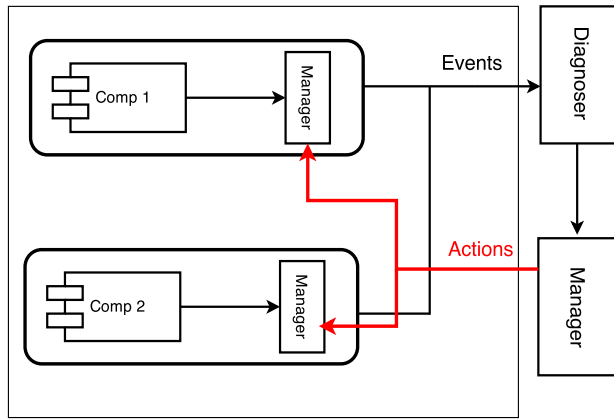 Comp 1
Manager
Events
Diagnoser
Actions
Manager
Comp 2
Manager